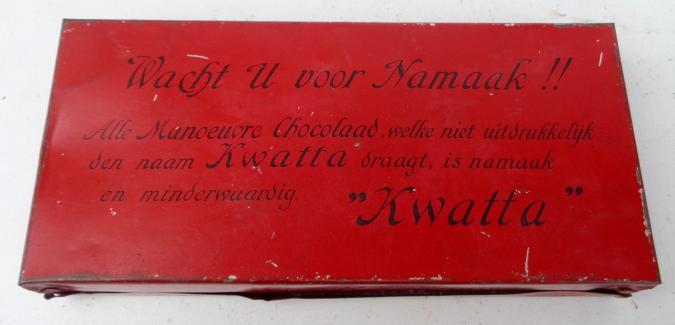 Wacht U voor Namaak !!
Alle Manoeuvre Chocolaad, welke niet uitdrukkelijk
den naam Kwatta draagt, is namaak
en minderwaardig.
"Kwatta"